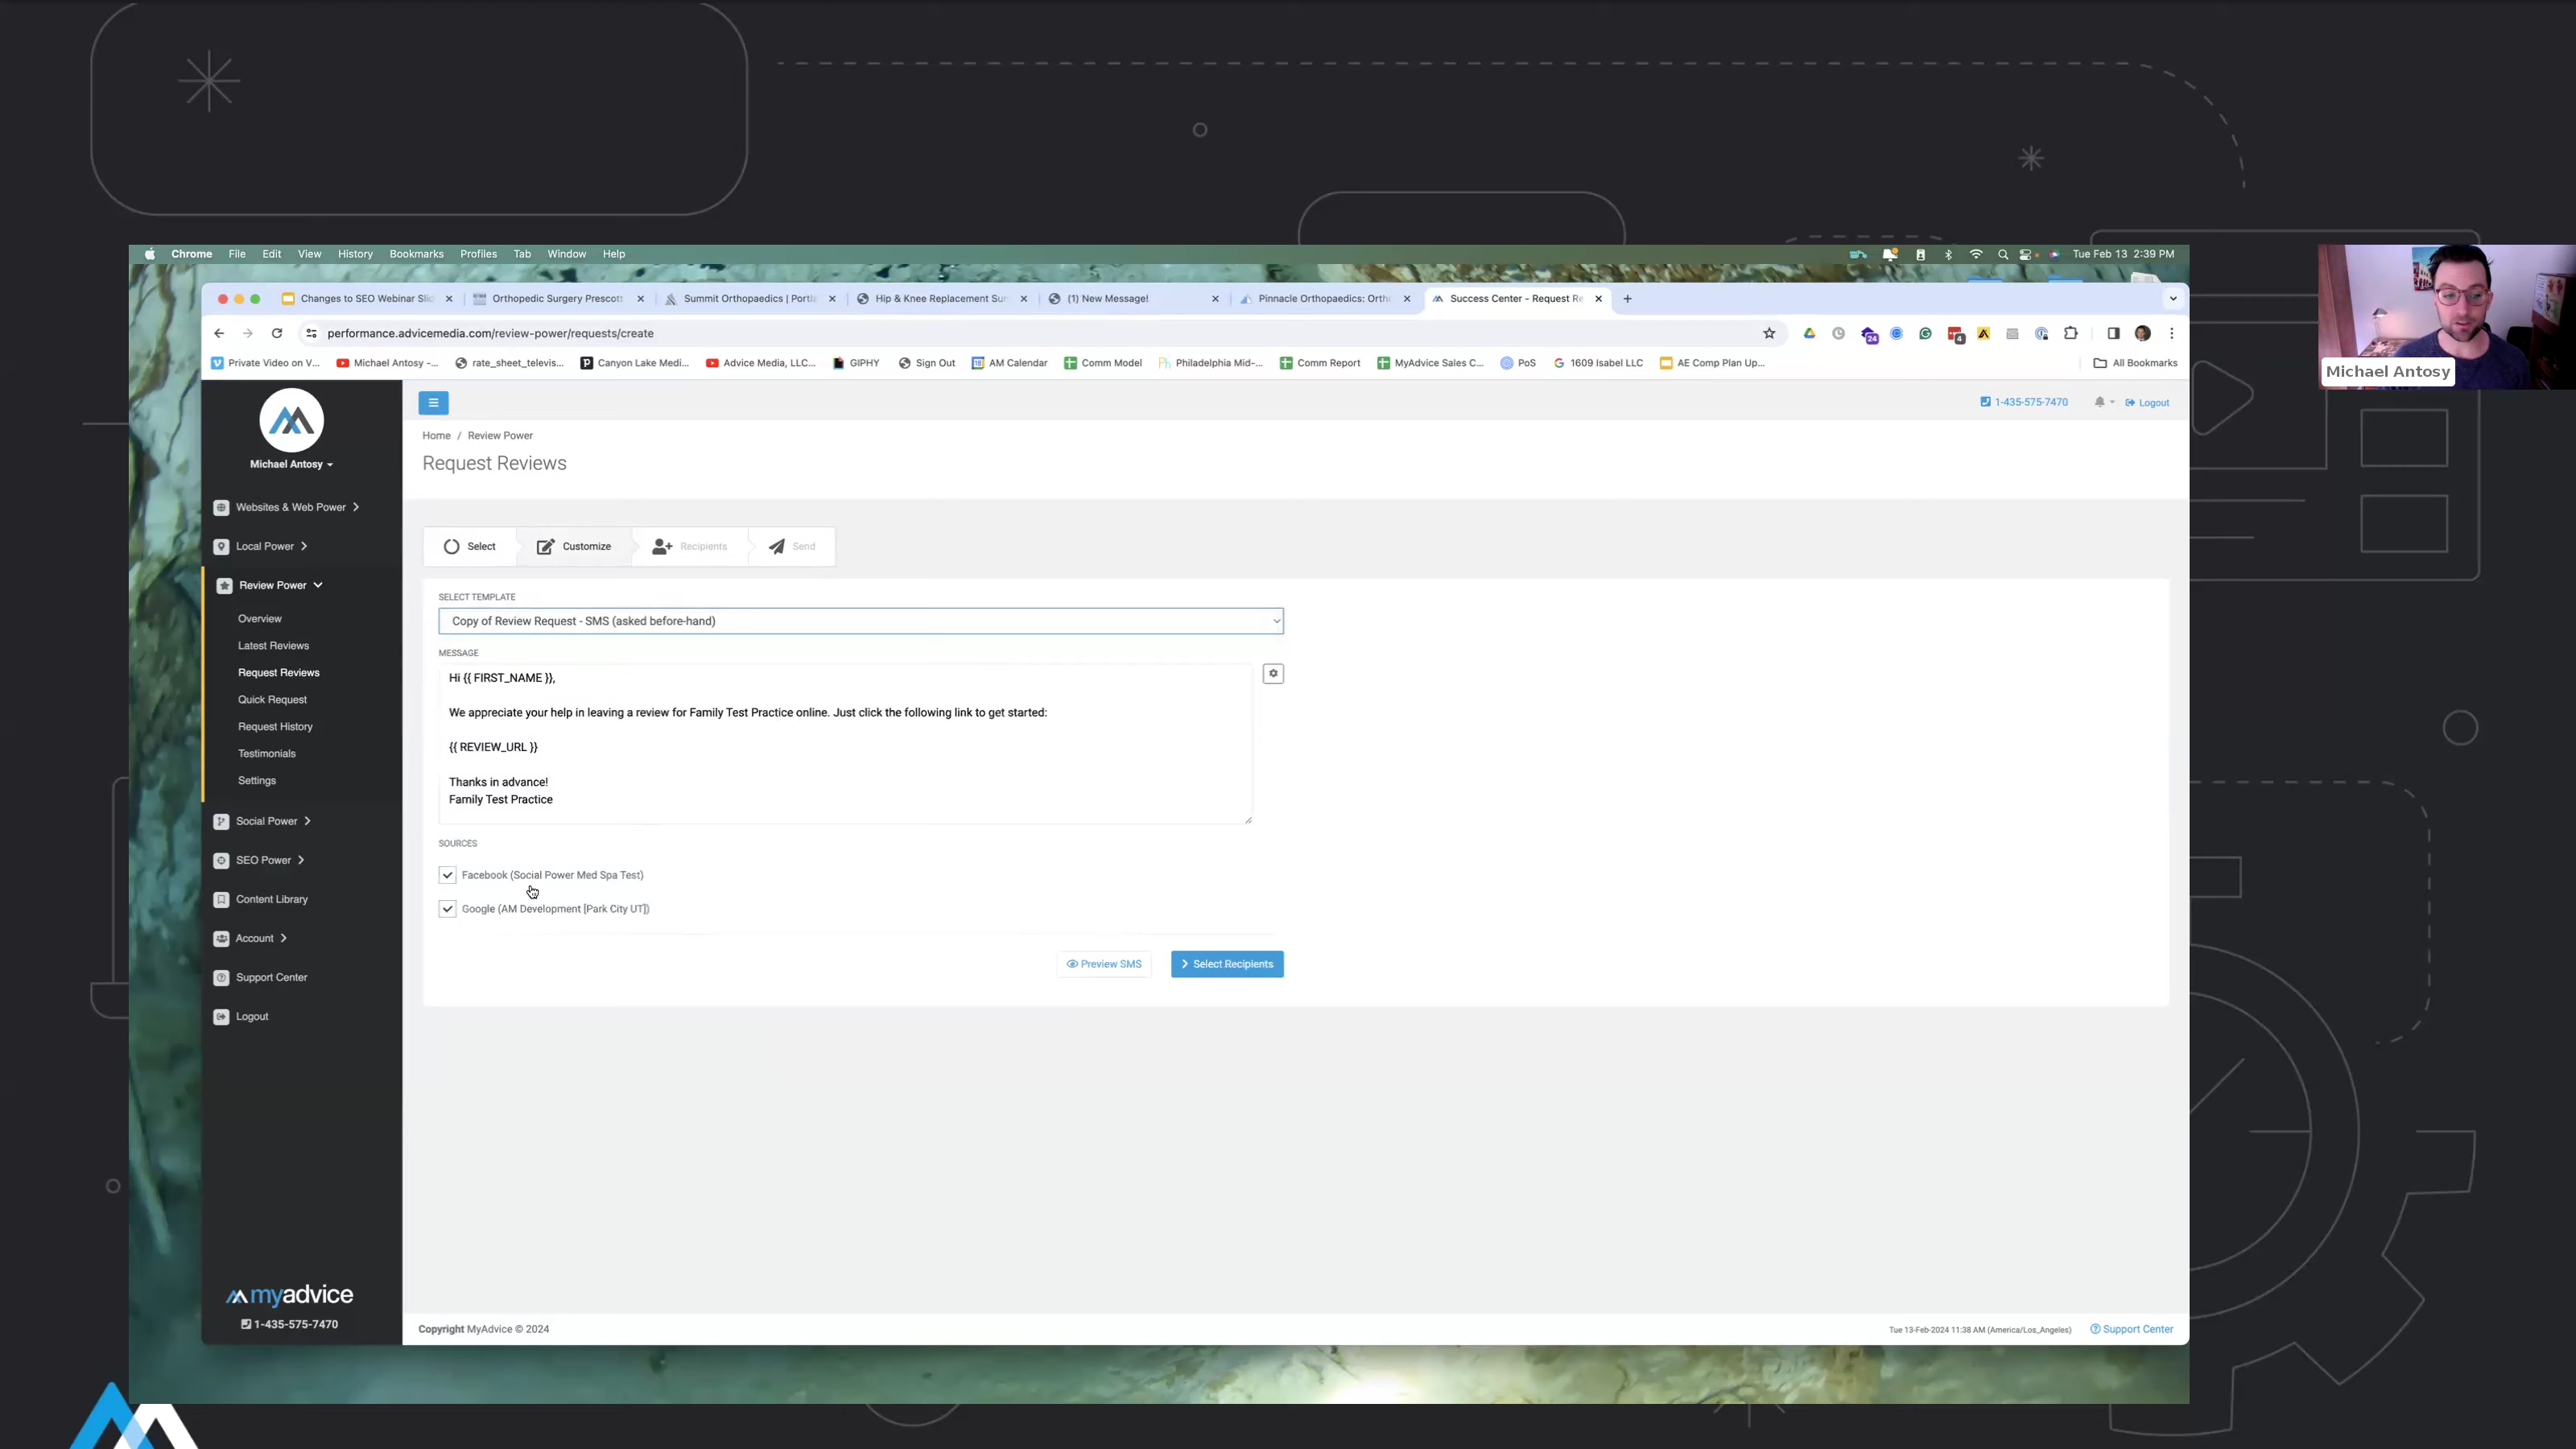 Chrome File Edit View History Bookmarks Profiles Tab Window Help
Tue Feb 13 2:39 PM
Changes to SEO Webinar Slid
Orthopedic Surgery Prescott
Summit Orthopaedics | Portla
Hip & Knee Replacement Sur
(1) New Message!
Pinnacle Orthopaedics: Orth
Success Center - Request Re
performance.advicemedia.com/review-power/requests/create
24
4
Private Video on V...
Michael Antosy -...
rate_sheet_televis...
Canyon Lake Medi...
Advice Media, LLC...
GIPHY
Sign Out
AM Calendar
Comm Model
Philadelphia Mid-...
Comm Report
MyAdvice Sales C...
PoS
1609 Isabel LLC
AE Comp Plan Up...
All Bookmarks
Michael Antosy
Michael Antosy
Websites & Web Power
Local Power
Review Power
Overview
Latest Reviews
Request Reviews
Quick Request
Request History
Testimonials
Settings
Social Power
SEO Power
Content Library
Account
Support Center
Logout
myadvice
1-435-575-7470
1-435-575-7470
Logout
Home / Review Power
Request Reviews
Select
Customize
Recipients
Send
SELECT TEMPLATE
Copy of Review Request - SMS (asked before-hand)
MESSAGE
Hi {{ FIRST_NAME }},
We appreciate your help in leaving a review for Family Test Practice online. Just click the following link to get started:
{{ REVIEW_URL }}
Thanks in advance!
Family Test Practice
SOURCES
Facebook (Social Power Med Spa Test)
Google (AM Development [Park City UT])
Preview SMS
Select Recipients
Copyright MyAdvice © 2024
Tue 13-Feb-2024 11:38 AM (America/Los_Angeles)
Support Center